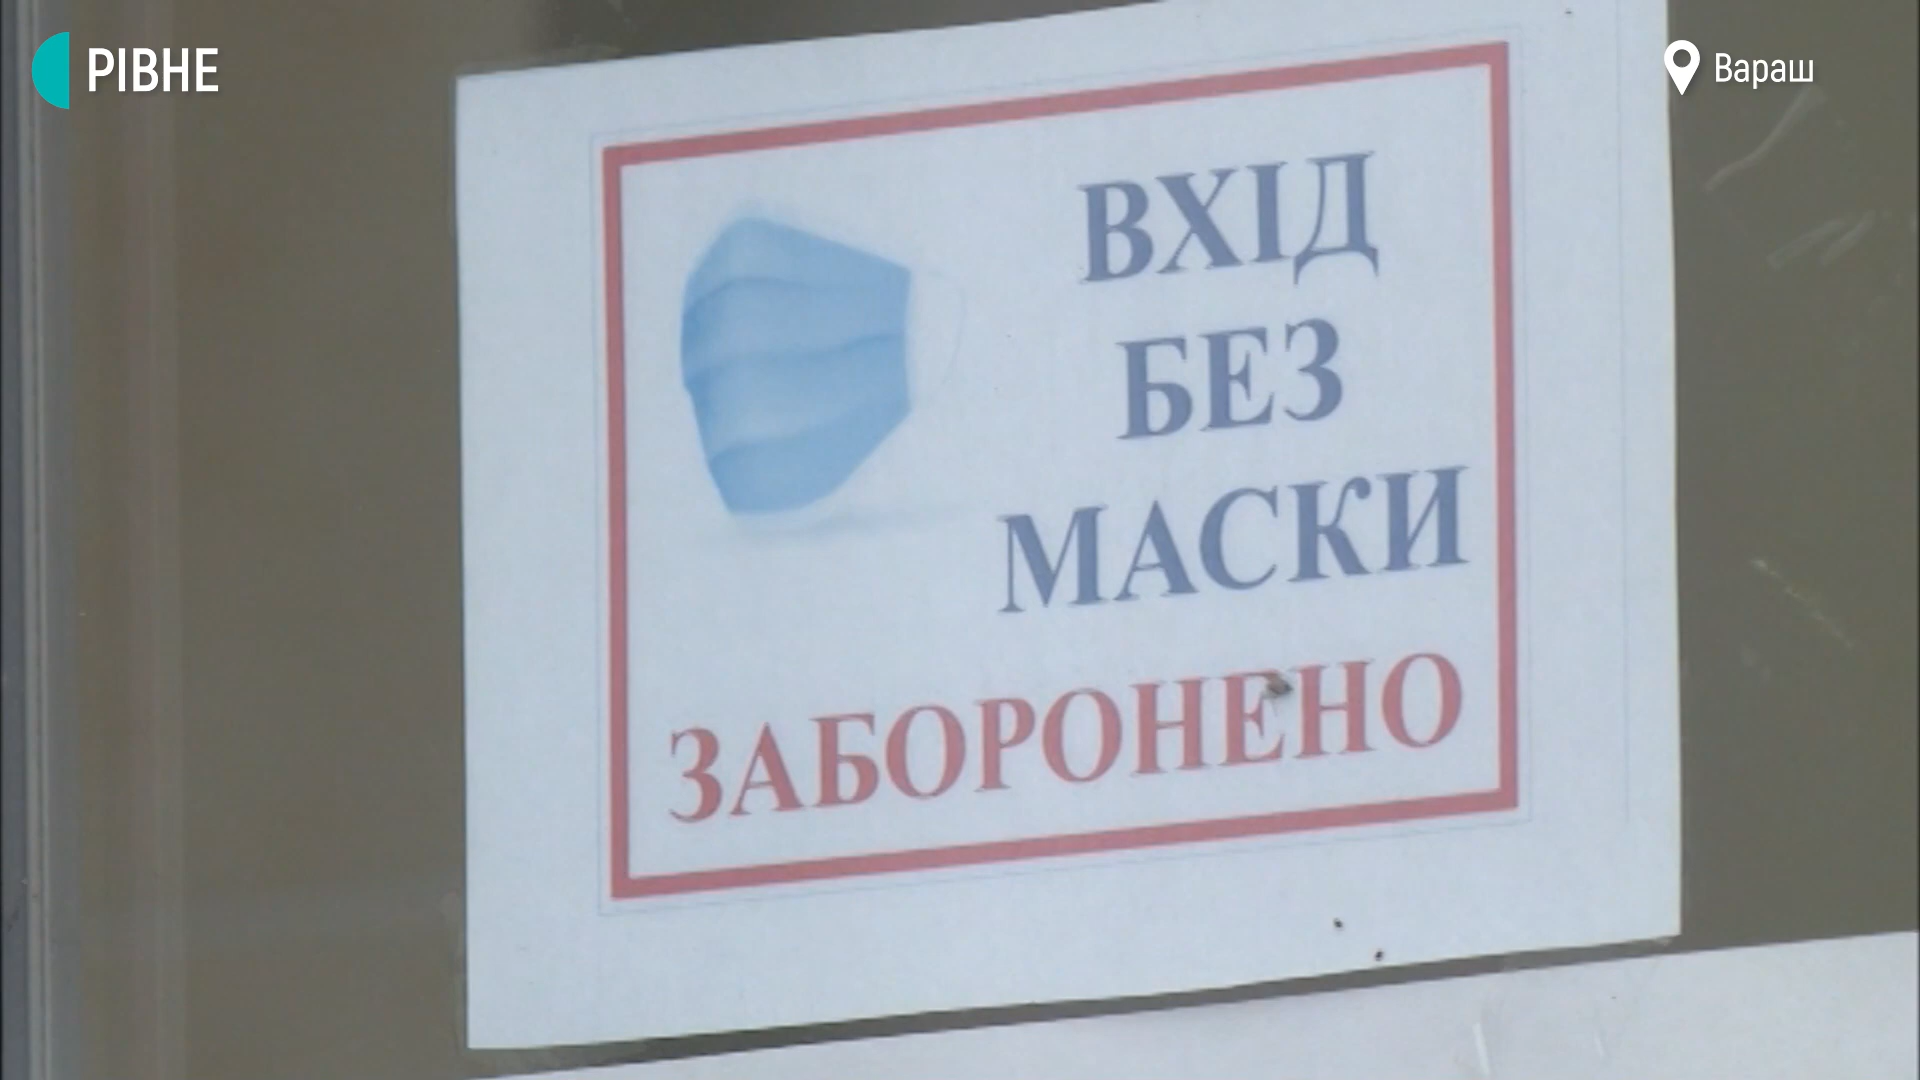 РІВНЕ
Вараш
ВХІД
БЕЗ
МАСКИ
ЗАБОРОНЕНО